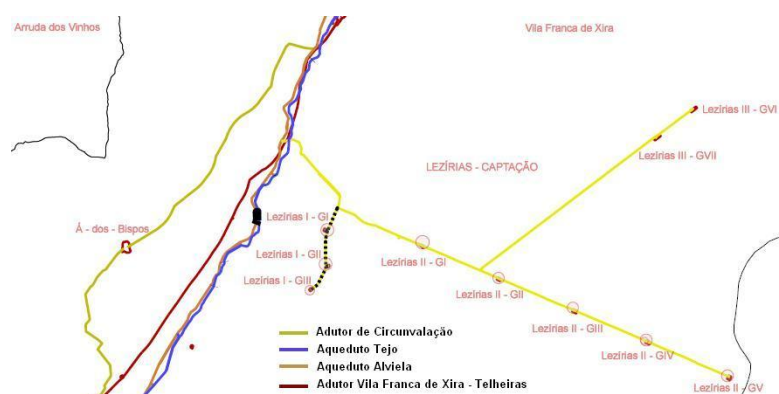 Arruda dos Vinhos
Vila Franca de Xira
Lezírias III - GVI
Lezírias III - GVII
LEZÍRIAS - CAPTAÇÃO
Lezírias I - GI
Á - dos - Bispos
Lezírias I - GII
Lezírias II - GI
Lezírias I - GIII
Lezírias II - GII
Lezírias II - GIII
Lezírias II - GIV
Lezírias II - GV
Adutor de Circunvalação
Aqueduto Tejo
Aqueduto Alviela
Adutor Vila Franca de Xira - Telheiras